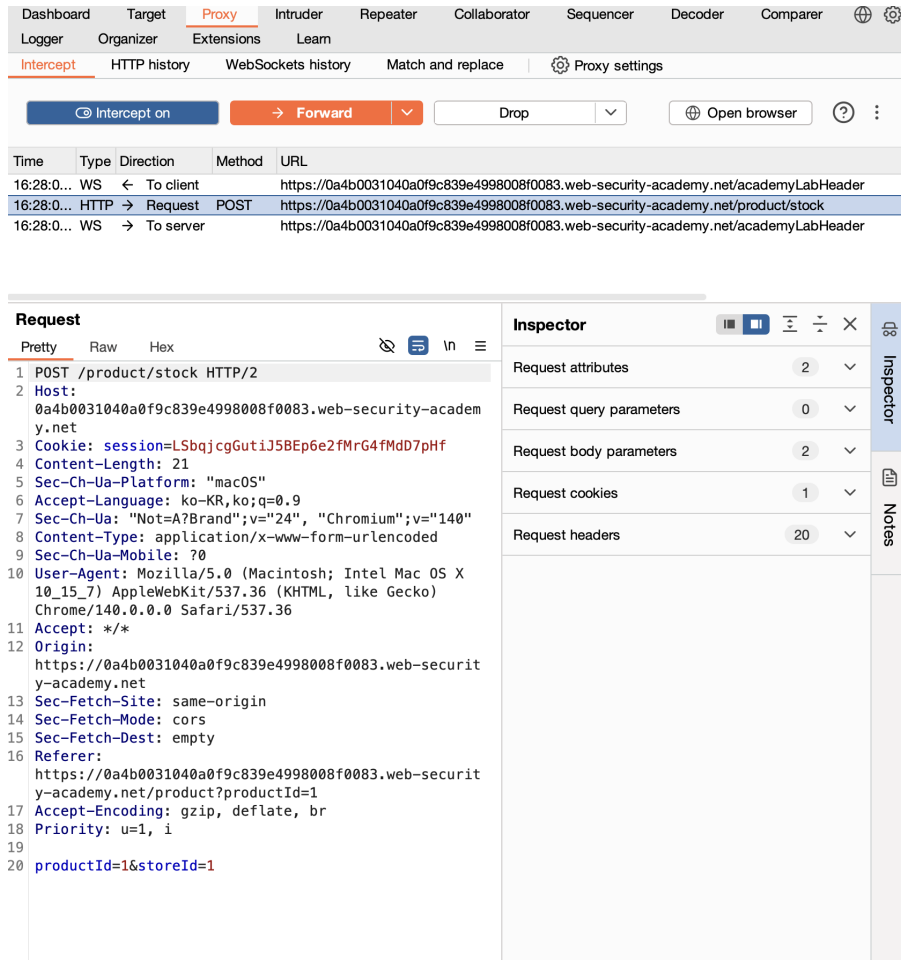 Dashboard Target Proxy Intruder Repeater Collaborator Sequencer Decoder Comparer
Logger Organizer Extensions Learn
Intercept HTTP history WebSockets history Match and replace Proxy settings
Intercept on → Forward Drop Open browser ?
Time Type Direction Method URL
16:28:0... WS ← To client https://0a4b0031040a0f9c839e4998008f0083.web-security-academy.net/academyLabHeader
16:28:0... HTTP → Request POST https://0a4b0031040a0f9c839e4998008f0083.web-security-academy.net/product/stock
16:28:0... WS → To server https://0a4b0031040a0f9c839e4998008f0083.web-security-academy.net/academyLabHeader
Request
Pretty Raw Hex \n
1 POST /product/stock HTTP/2
2 Host:
0a4b0031040a0f9c839e4998008f0083.web-security-academ
y.net
3 Cookie: session=LSbqjcgGutiJ5BEp6e2fMrG4fMdD7pHf
4 Content-Length: 21
5 Sec-Ch-Ua-Platform: "macOS"
6 Accept-Language: ko-KR,ko;q=0.9
7 Sec-Ch-Ua: "Not=A?Brand";v="24", "Chromium";v="140"
8 Content-Type: application/x-www-form-urlencoded
9 Sec-Ch-Ua-Mobile: ?0
10 User-Agent: Mozilla/5.0 (Macintosh; Intel Mac OS X
10_15_7) AppleWebKit/537.36 (KHTML, like Gecko)
Chrome/140.0.0.0 Safari/537.36
11 Accept: */*
12 Origin:
https://0a4b0031040a0f9c839e4998008f0083.web-securit
y-academy.net
13 Sec-Fetch-Site: same-origin
14 Sec-Fetch-Mode: cors
15 Sec-Fetch-Dest: empty
16 Referer:
https://0a4b0031040a0f9c839e4998008f0083.web-securit
y-academy.net/product?productId=1
17 Accept-Encoding: gzip, deflate, br
18 Priority: u=1, i
19
20 productId=1&storeId=1
Inspector
Request attributes 2
Request query parameters 0
Request body parameters 2
Request cookies 1
Request headers 20
Inspector
Notes